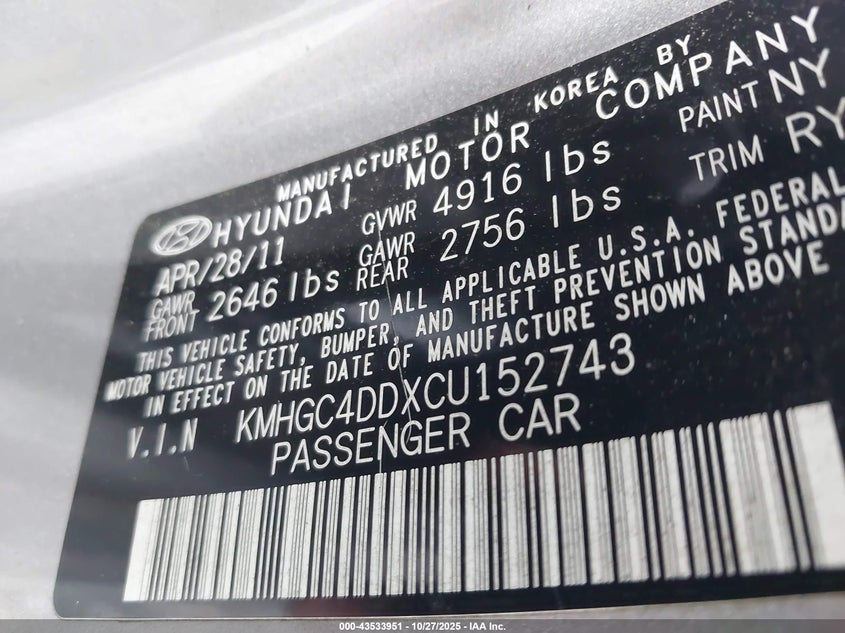 MANUFACTURED IN KOREA BY
HYUNDAI MOTOR COMPANY
APR/28/11 GVWR 4916 lbs PAINT NY
GAWR FRONT 2646 lbs GAWR REAR 2756 lbs TRIM RY
THIS VEHICLE CONFORMS TO ALL APPLICABLE U.S.A. FEDERAL
MOTOR VEHICLE SAFETY, BUMPER, AND THEFT PREVENTION STANDA
IN EFFECT ON THE DATE OF MANUFACTURE SHOWN ABOVE
V.I.N KMHGC4DDXCU152743
PASSENGER CAR
000-43533951 | 10/27/2025 - IAA Inc.